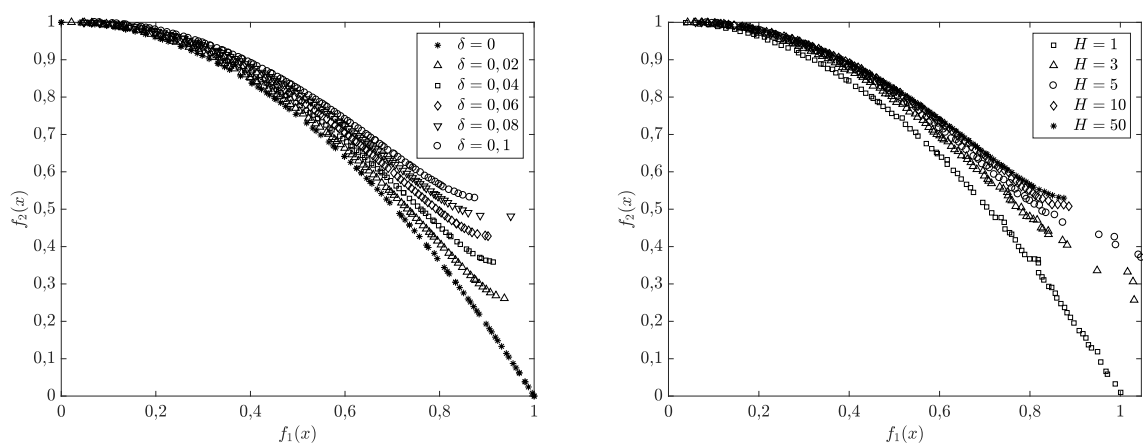 1
0,9
0,8
0,7
0,6
0,5
0,4
0,3
0,2
0,1
0
f₂(x)
0 0,2 0,4 0,6 0,8 1
f₁(x)
δ = 0
δ = 0, 02
δ = 0, 04
δ = 0, 06
δ = 0, 08
δ = 0, 1
1
0,9
0,8
0,7
0,6
0,5
0,4
0,3
0,2
0,1
0
f₂(x)
0 0,2 0,4 0,6 0,8 1
f₁(x)
H = 1
H = 3
H = 5
H = 10
H = 50